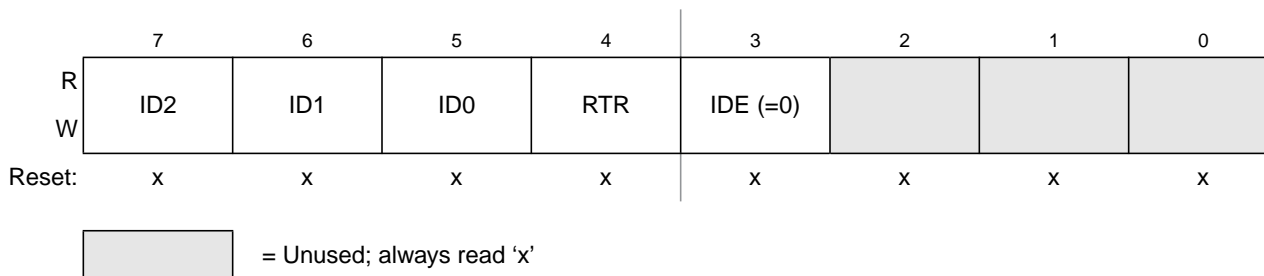 7 6 5 4 3 2 1 0
R
ID2 ID1 ID0 RTR IDE (=0)
W
Reset: x x x x x x x x
= Unused; always read ‘x’